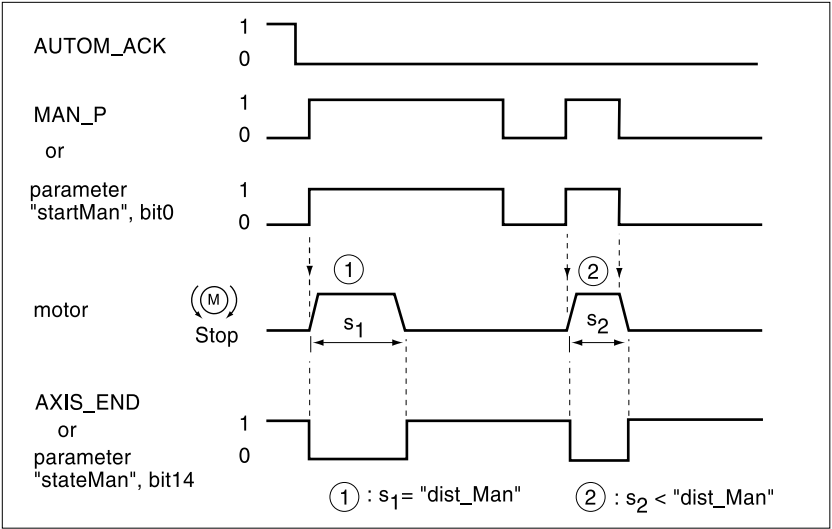 AUTOM_ACK
1
0
MAN_P
or
1
0
parameter
"startMan", bit0
1
0
motor
M
Stop
1
s1
2
s2
AXIS_END
or
parameter
"stateMan", bit14
1
0
1 : s1= "dist_Man"
2 : s2 < "dist_Man"